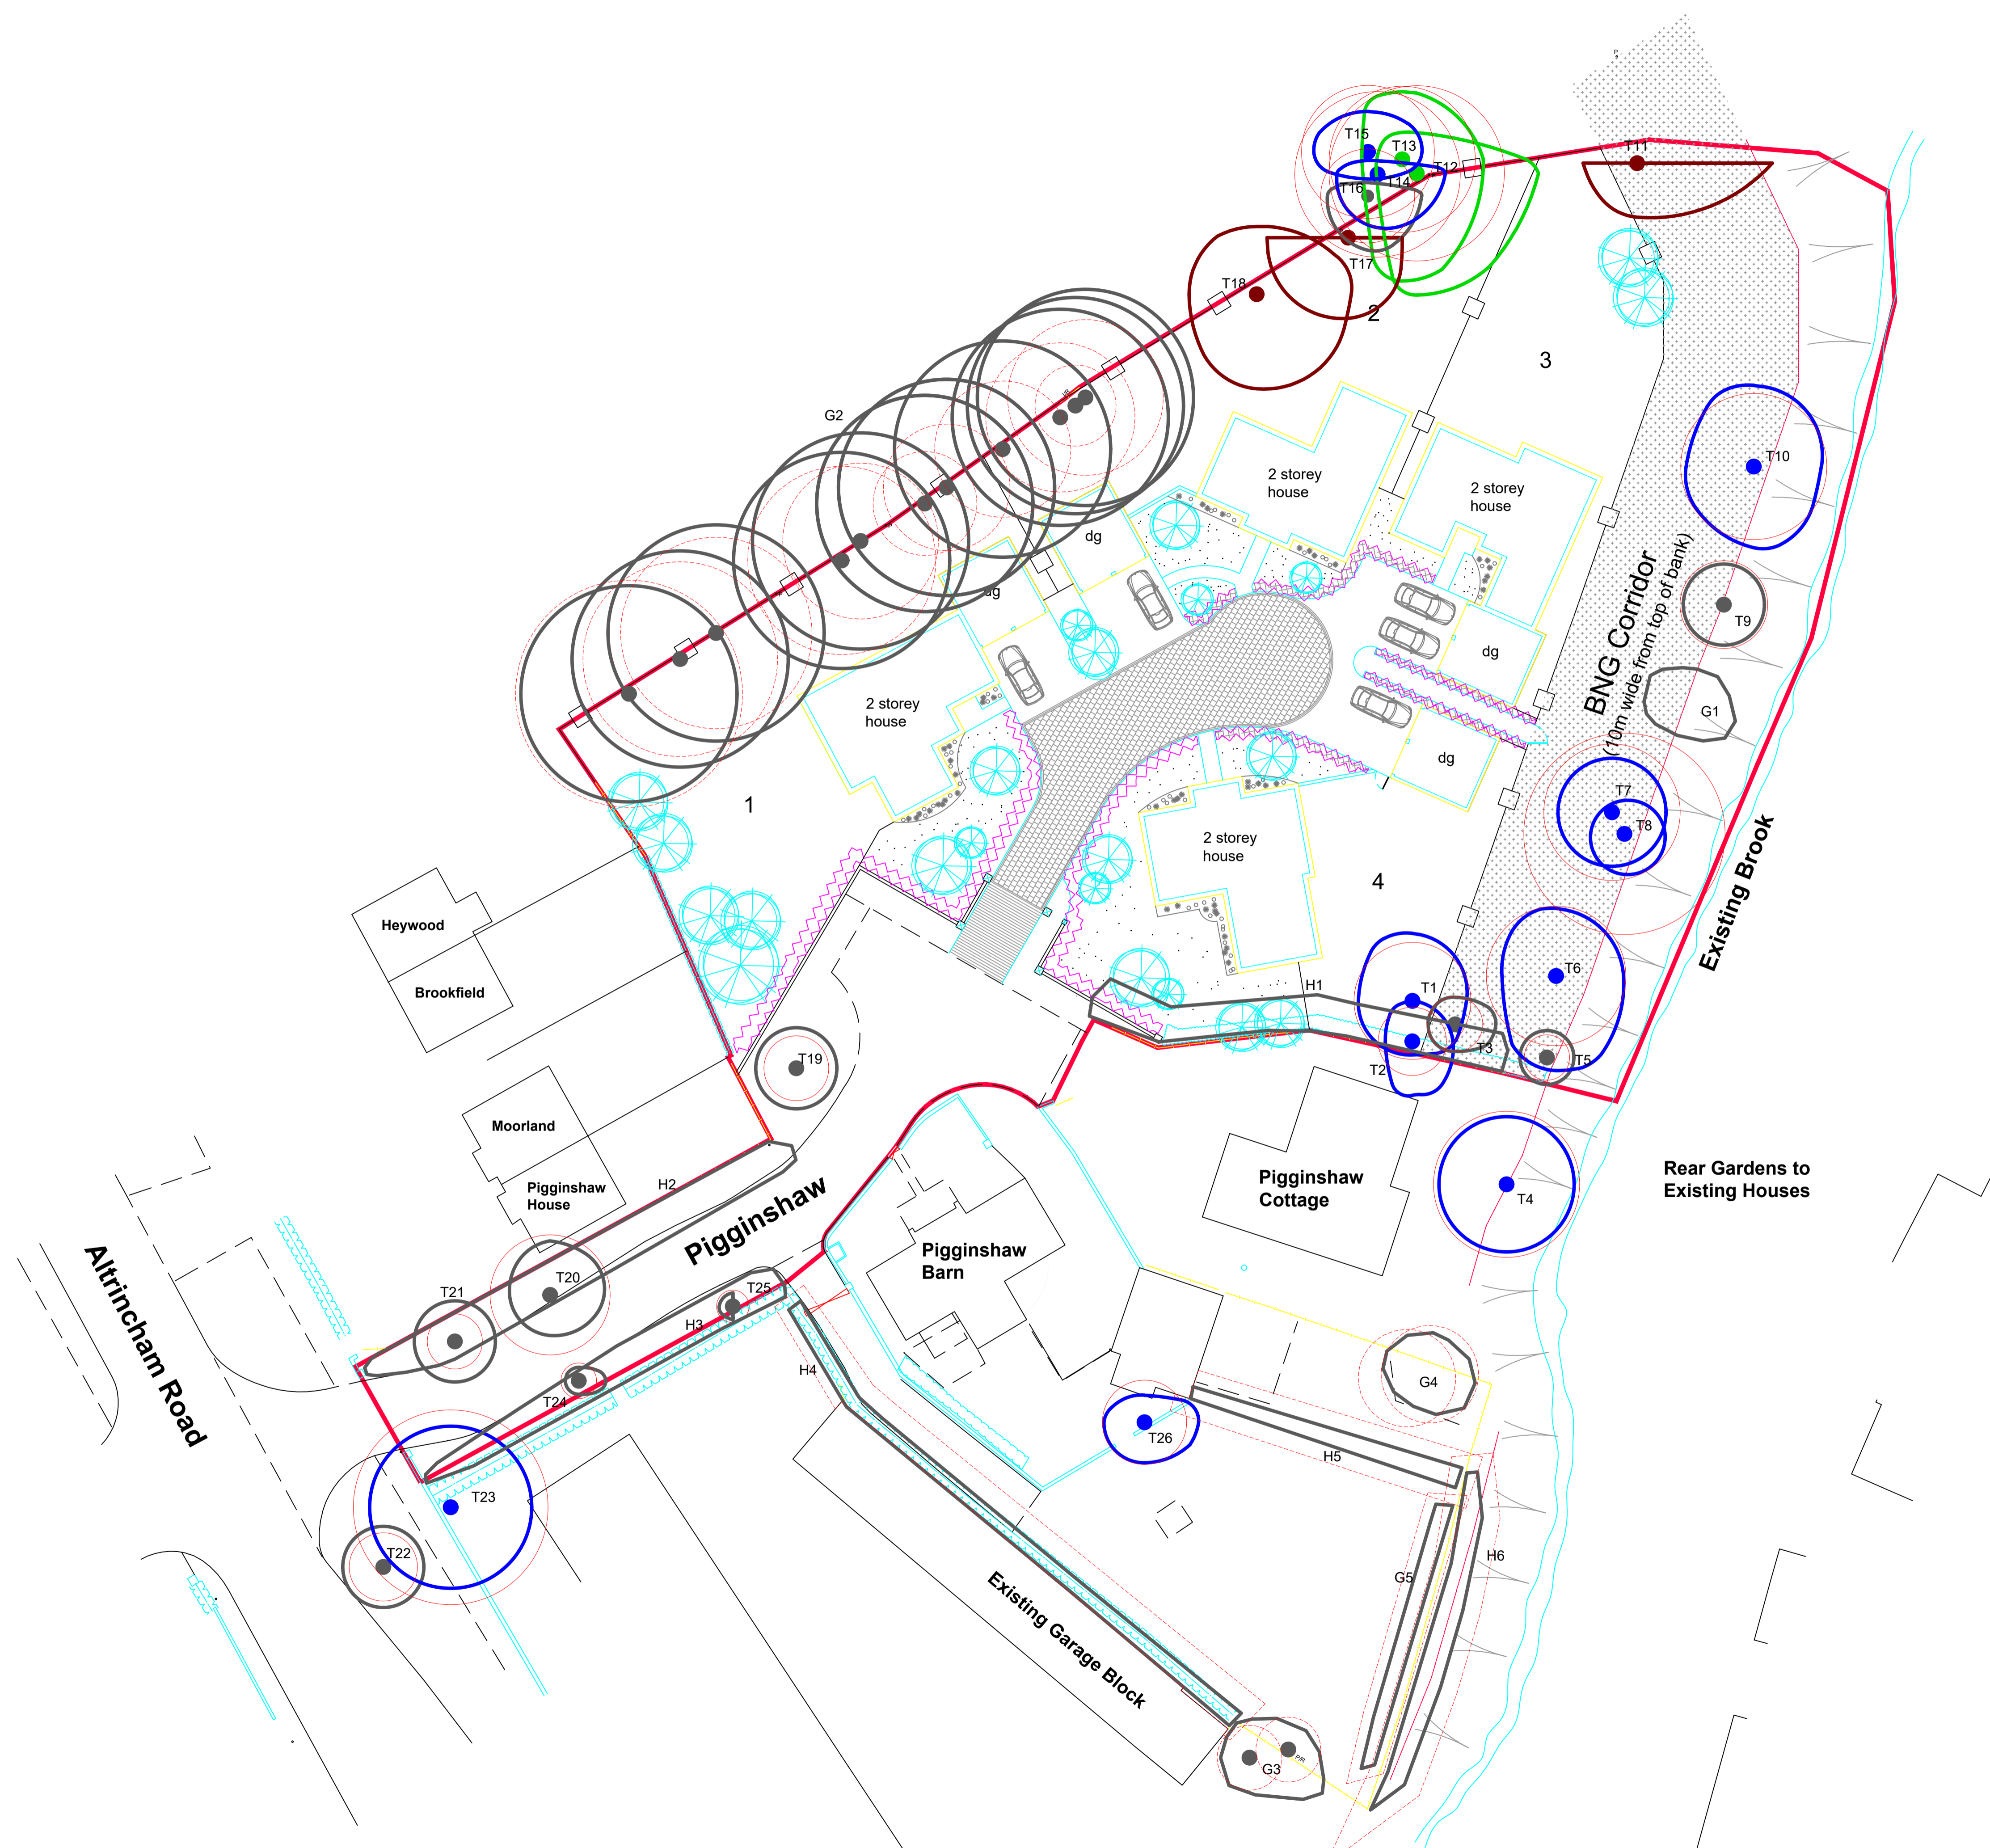 P
T15
T13
T12
T14
T16
T11
T17
T18
2
3
G2
T10
2 storey
house
2 storey
house
dg
dg
BNG Corridor
(10m wide from top of bank)
T9
dg
G1
2 storey
house
dg
1
T7
T8
2 storey
house
4
Existing Brook
Heywood
Brookfield
H1
T1
T6
T3
T5
T2
T19
Moorland
Pigginshaw
House
H2
Pigginshaw
Pigginshaw
Cottage
Rear Gardens to
Existing Houses
T4
Altrincham Road
Pigginshaw
Barn
T20
T21
T25
H3
H4
T24
G4
T26
H5
T23
T22
H6
G5
Existing Garage Block
P/R
G3